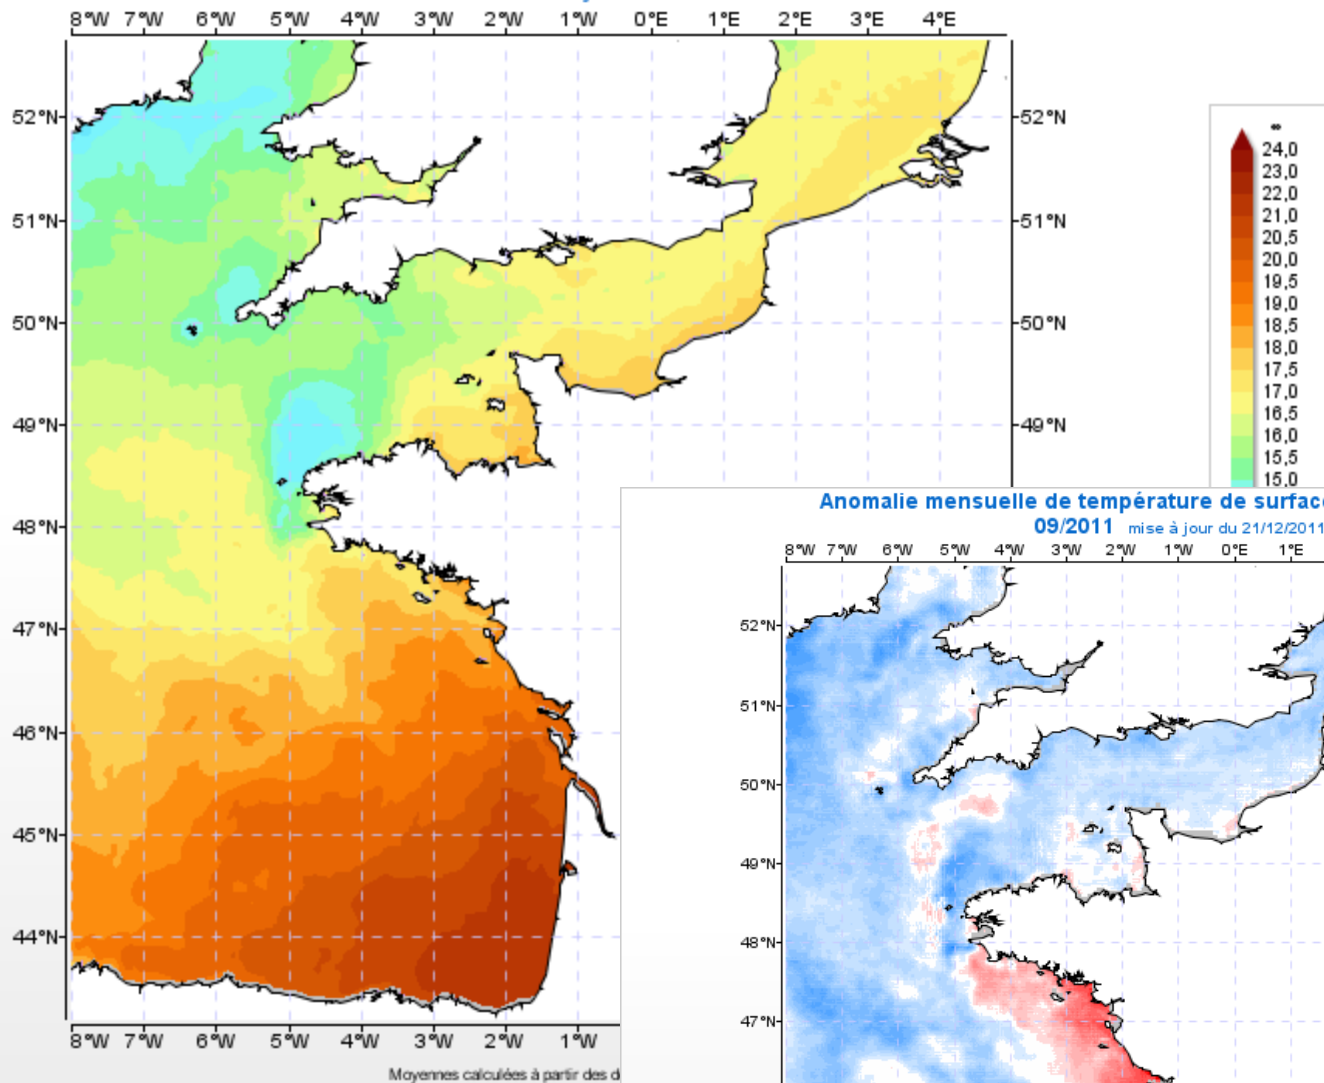 8°W 7°W 6°W 5°W 4°W 3°W 2°W 1°W 0°E 1°E 2°E 3°E 4°E
52°N 52°N
51°N 51°N
50°N 50°N
49°N 49°N
48°N
47°N
46°N
45°N
44°N
8°W 7°W 6°W 5°W 4°W 3°W 2°W 1°W
Moyennes calculées à partir des d
∞
24,0
23,0
22,0
21,0
20,5
20,0
19,5
19,0
18,5
18,0
17,5
17,0
16,5
16,0
15,5
15,0
Anomalie mensuelle de température de surfac
09/2011 mise à jour du 21/12/2011
8°W 7°W 6°W 5°W 4°W 3°W 2°W 1°W 0°E 1°E
52°N
51°N
50°N
49°N
48°N
47°N